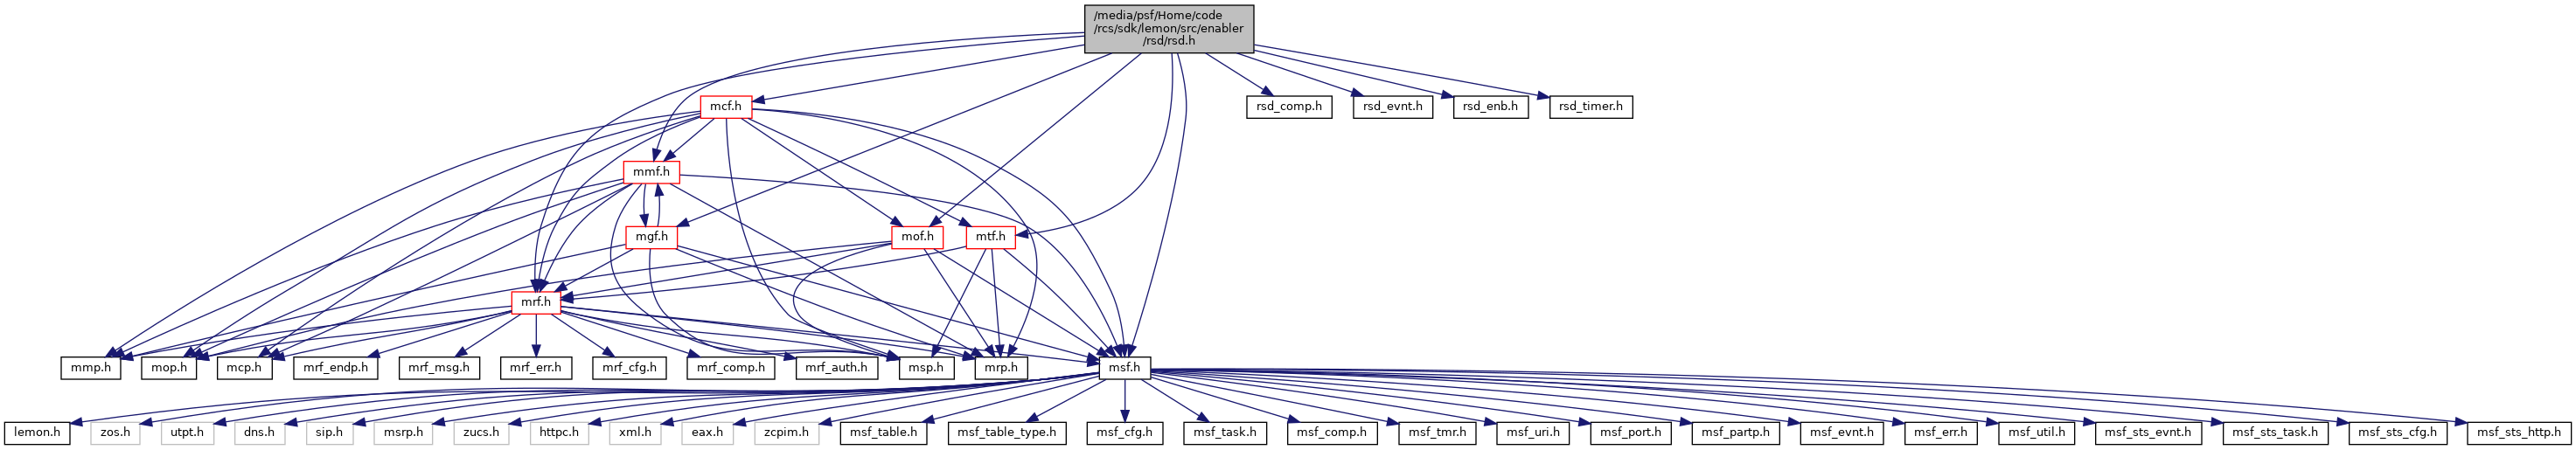 /media/psf/Home/code
/rcs/sdk/lemon/src/enabler
/rsd/rsd.h
mcf.h
rsd_comp.h
rsd_evnt.h
rsd_enb.h
rsd_timer.h
mmf.h
mgf.h
mof.h
mtf.h
mrf.h
mmp.h
mop.h
mcp.h
mrf_endp.h
mrf_msg.h
mrf_err.h
mrf_cfg.h
mrf_comp.h
mrf_auth.h
msp.h
mrp.h
msf.h
lemon.h
zos.h
utpt.h
dns.h
sip.h
msrp.h
zucs.h
httpc.h
xml.h
eax.h
zcpim.h
msf_table.h
msf_table_type.h
msf_cfg.h
msf_task.h
msf_comp.h
msf_tmr.h
msf_uri.h
msf_port.h
msf_partp.h
msf_evnt.h
msf_err.h
msf_util.h
msf_sts_evnt.h
msf_sts_task.h
msf_sts_cfg.h
msf_sts_http.h